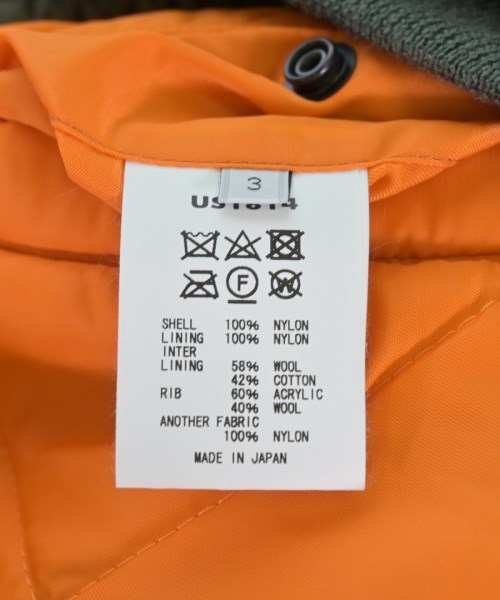 3
US1814
F W
SHELL 100% NYLON
LINING 100% NYLON
INTER
LINING 58% WOOL
42% COTTON
RIB 60% ACRYLIC
40% WOOL
ANOTHER FABRIC
100% NYLON
MADE IN JAPAN